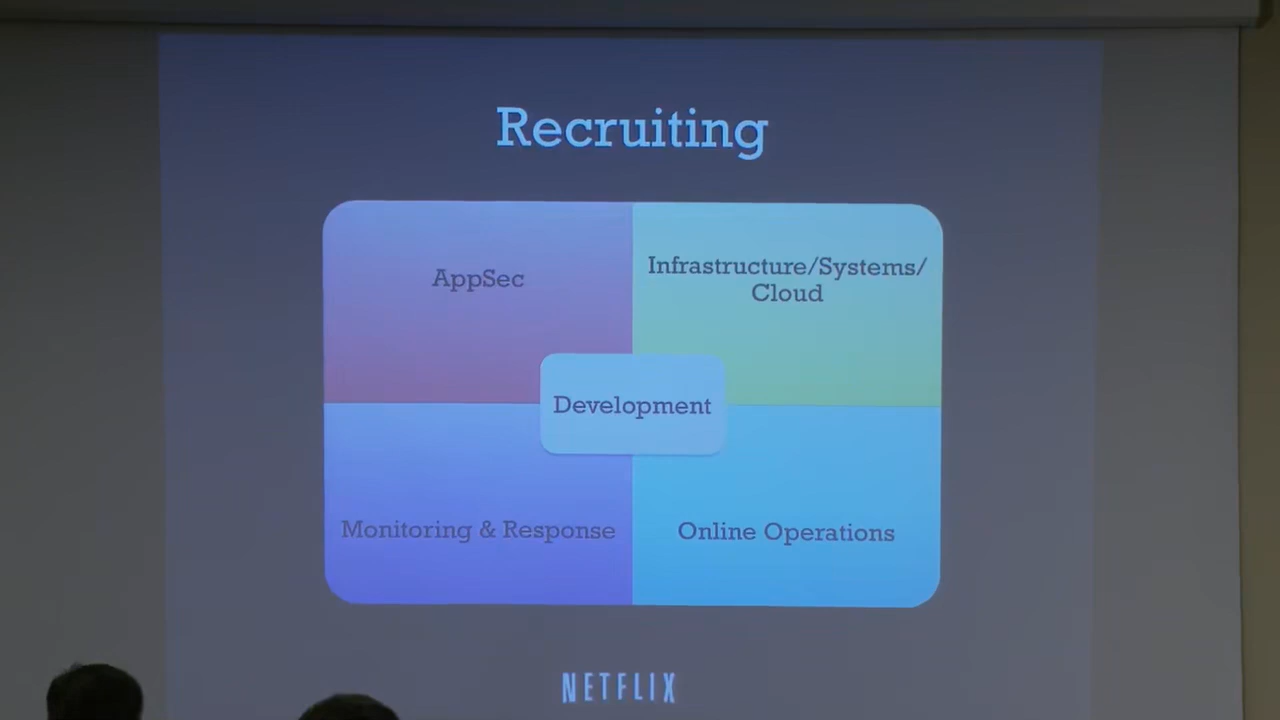 Recruiting
AppSec
Infrastructure/Systems/
Cloud
Development
Monitoring & Response
Online Operations
NETFLIX